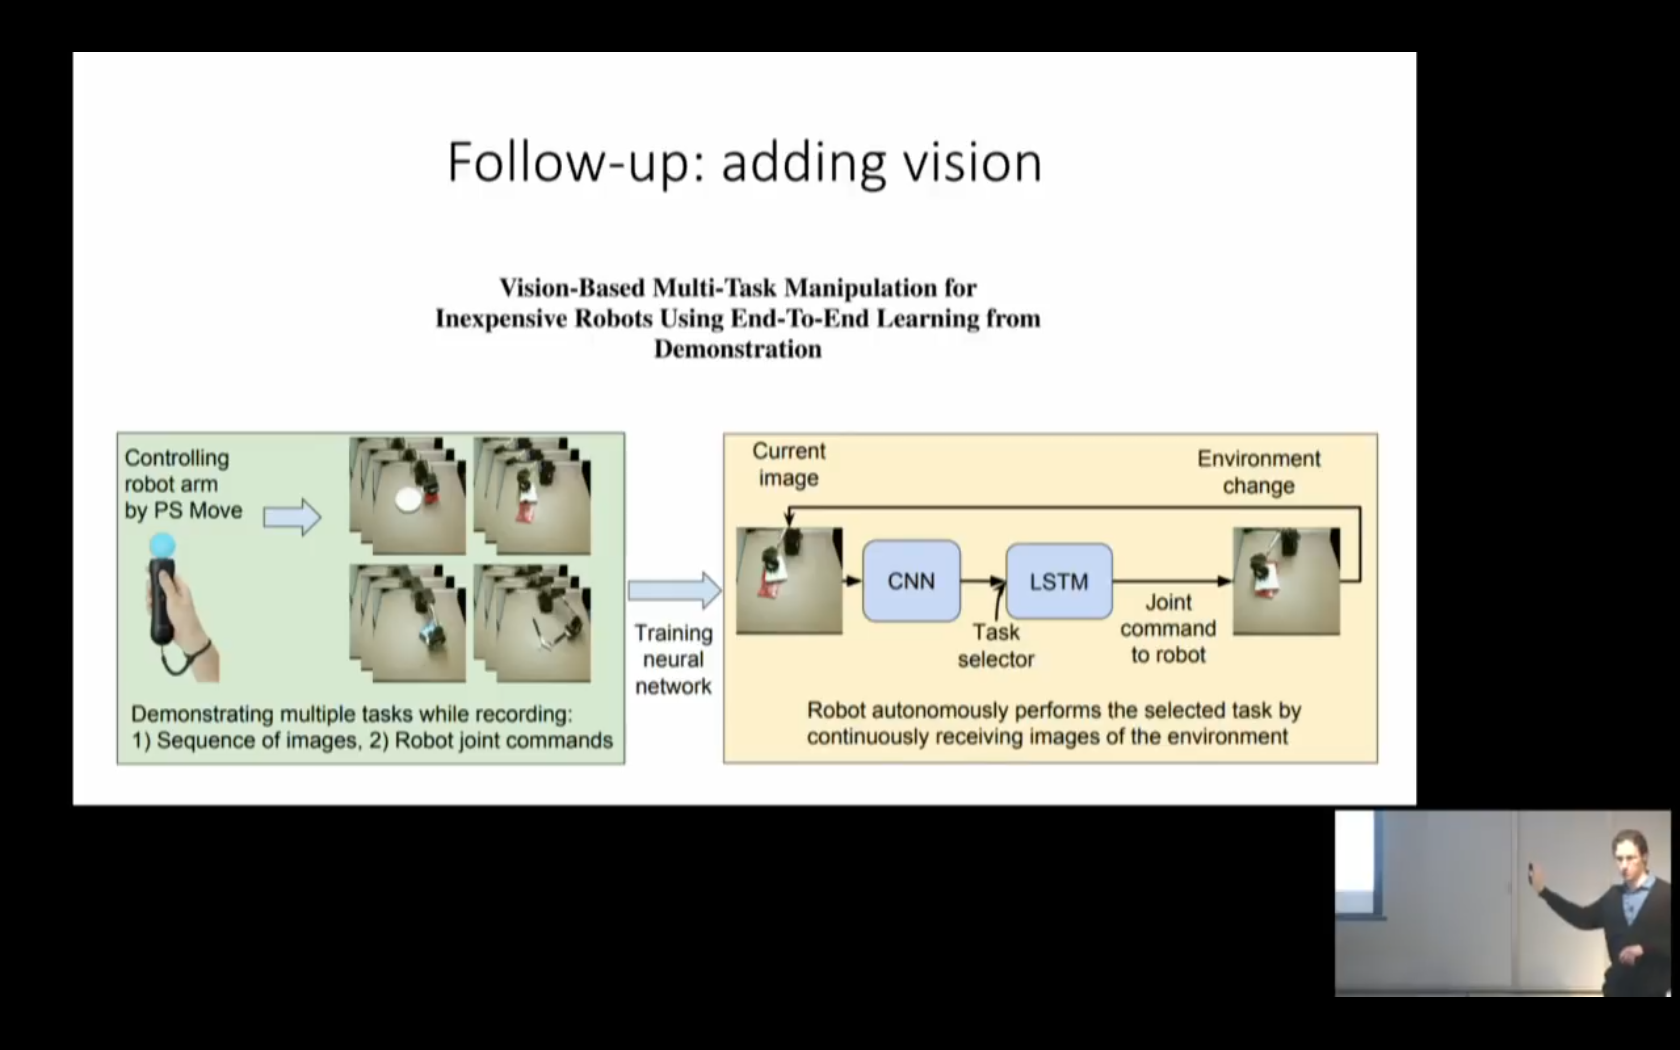 Follow-up: adding vision
Vision-Based Multi-Task Manipulation for
Inexpensive Robots Using End-To-End Learning from
Demonstration
Controlling
robot arm
by PS Move
Demonstrating multiple tasks while recording:
1) Sequence of images, 2) Robot joint commands
Training
neural
network
Current
image
CNN
Task
selector
LSTM
Joint
command
to robot
Environment
change
Robot autonomously performs the selected task by
continuously receiving images of the environment